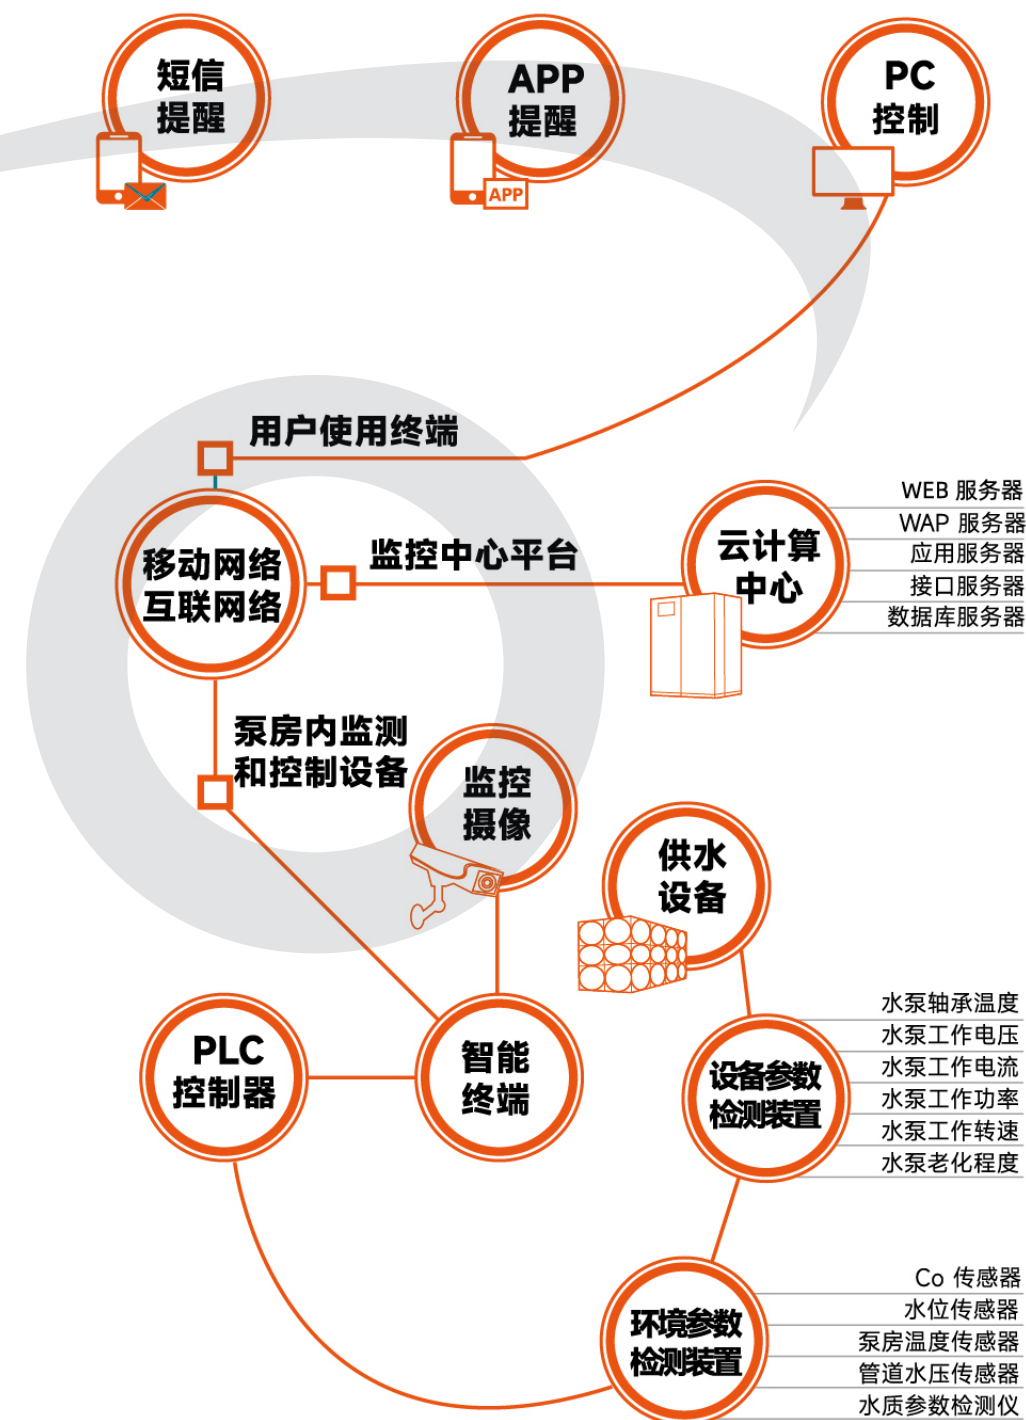 短信
提醒
APP
APP
提醒
PC
控制
用户使用终端
移动网络
互联网络
监控中心平台
云计算
中心
WEB 服务器
WAP 服务器
应用服务器
接口服务器
数据库服务器
泵房内监测
和控制设备
监控
摄像
供水
设备
PLC
控制器
智能
终端
设备参数
检测装置
水泵轴承温度
水泵工作电压
水泵工作电流
水泵工作功率
水泵工作转速
水泵老化程度
环境参数
检测装置
Co 传感器
水位传感器
泵房温度传感器
管道水压传感器
水质参数检测仪